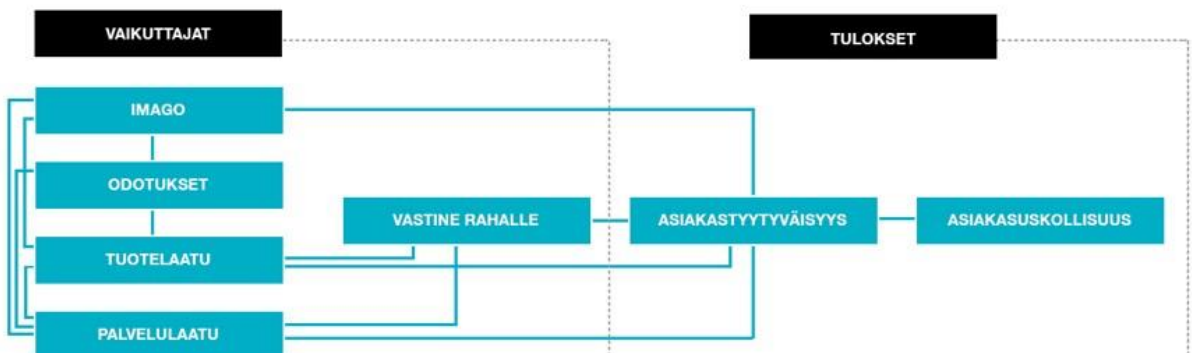 VAIKUTTAJAT
TULOKSET
IMAGO
ODOTUKSET
VASTINE RAHALLE
ASIAKASTYYTYVÄISYYS
ASIAKASUSKOLLISUUS
TUOTELAATU
PALVELULAATU